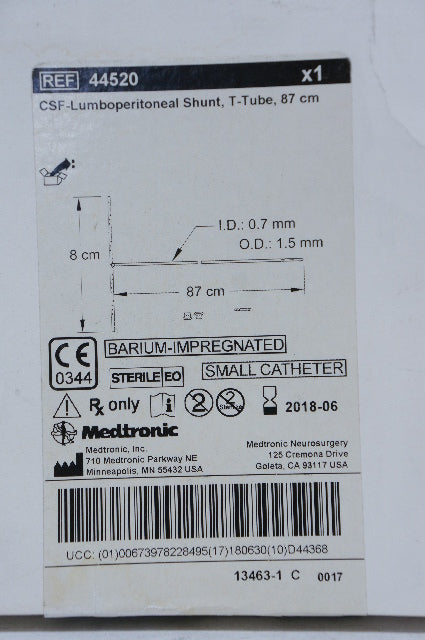 REF 44520 x1
CSF-Lumboperitoneal Shunt, T-Tube, 87 cm
I.D.: 0.7 mm
O.D.: 1.5 mm
8 cm
87 cm
CE
0344
BARIUM-IMPREGNATED
STERILE EO
SMALL CATHETER
Rx only
2
2
2018-06
Medtronic
Medtronic, Inc.
710 Medtronic Parkway NE
Minneapolis, MN 55432 USA
Medtronic Neurosurgery
125 Cremona Drive
Goleta, CA 93117 USA
UCC: (01)00673978228495(17)180630(10)D44368
13463-1 C 0017